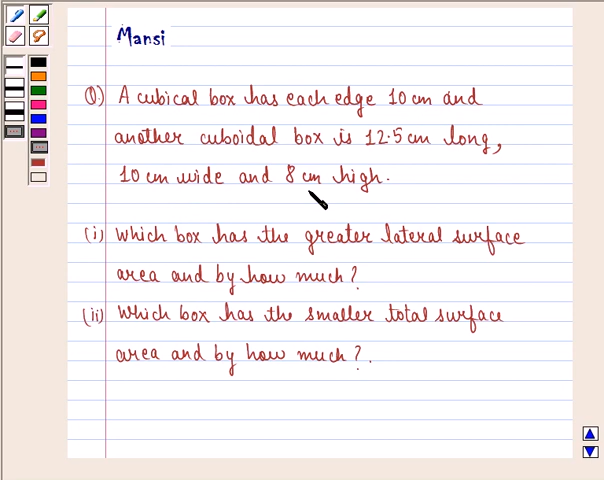 Mansi
Q) A cubical box has each edge 10 cm and
another cuboidal box is 12.5 cm long,
10 cm wide and 8 cm high.
(i) Which box has the greater lateral surface
area and by how much?
(ii) Which box has the smaller total surface
area and by how much?.